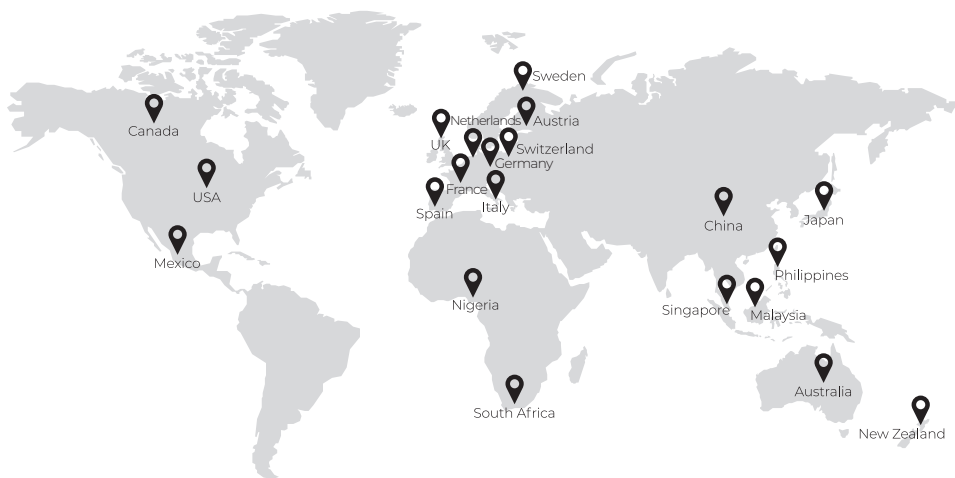 Sweden
Canada
Netherlands
Austria
UK
Switzerland
Germany
USA
France
Italy
Spain
China
Japan
Mexico
Philippines
Nigeria
Singapore
Malaysia
Australia
South Africa
New Zealand